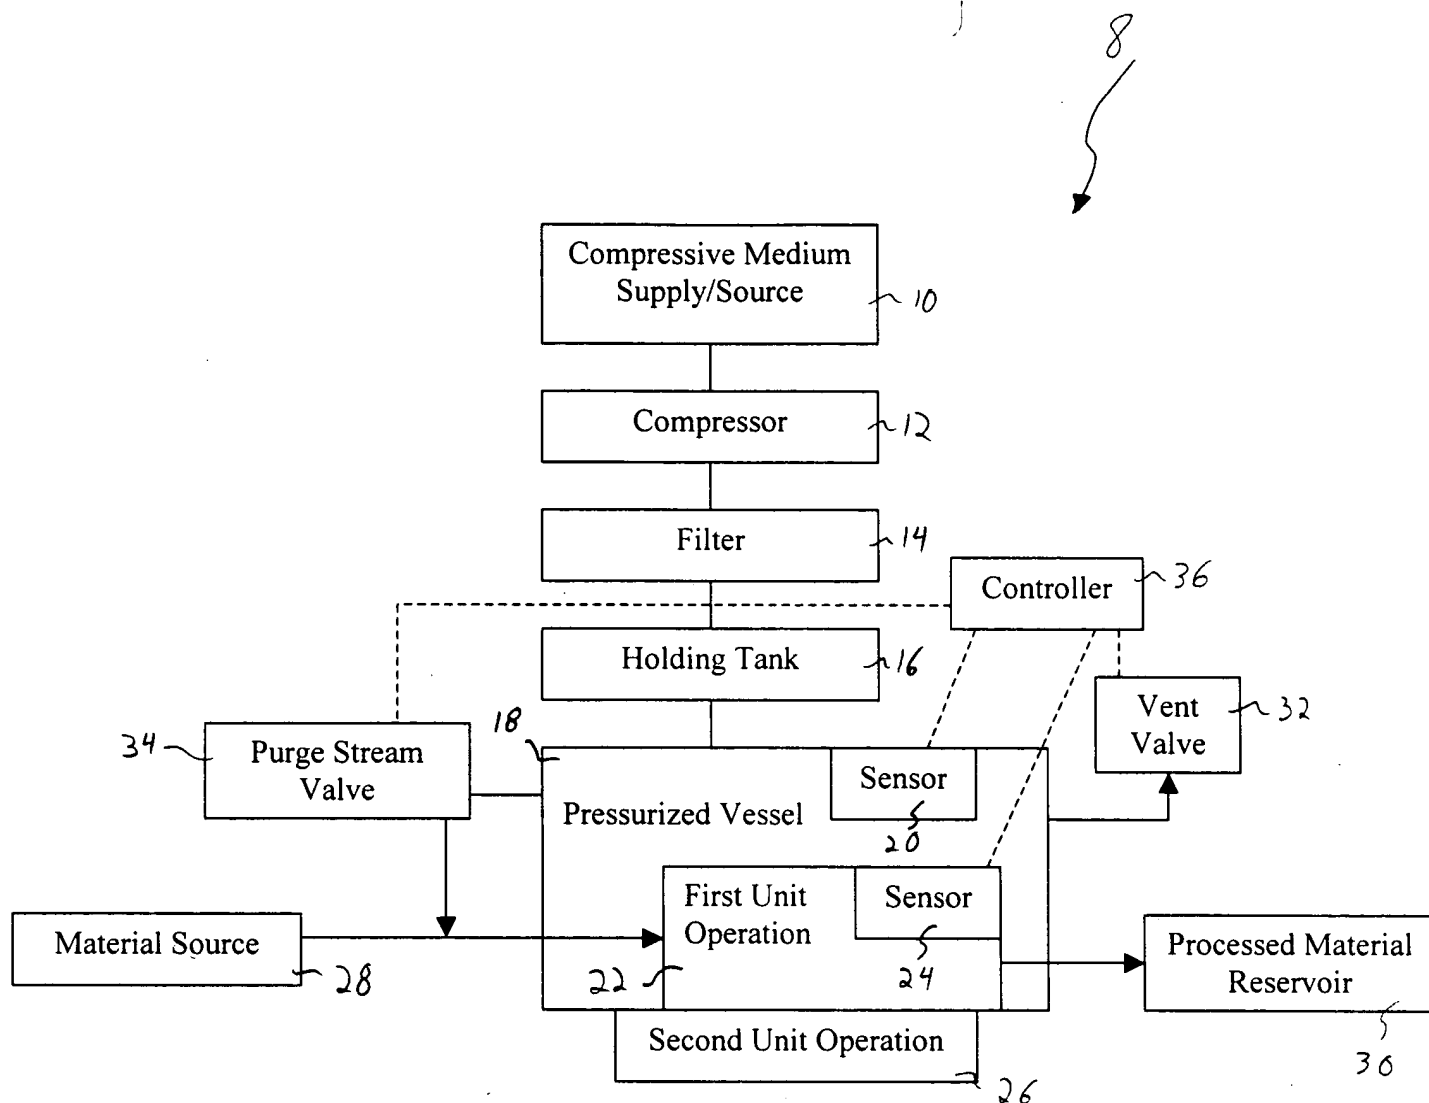 8
Compressive Medium
Supply/Source
10
Compressor
12
Filter
14
Controller
36
Holding Tank
16
Vent
Valve
32
18
34
Purge Stream
Valve
Sensor
20
Pressurized Vessel
First Unit
Operation
22
Sensor
24
Material Source
28
Processed Material
Reservoir
30
Second Unit Operation
26